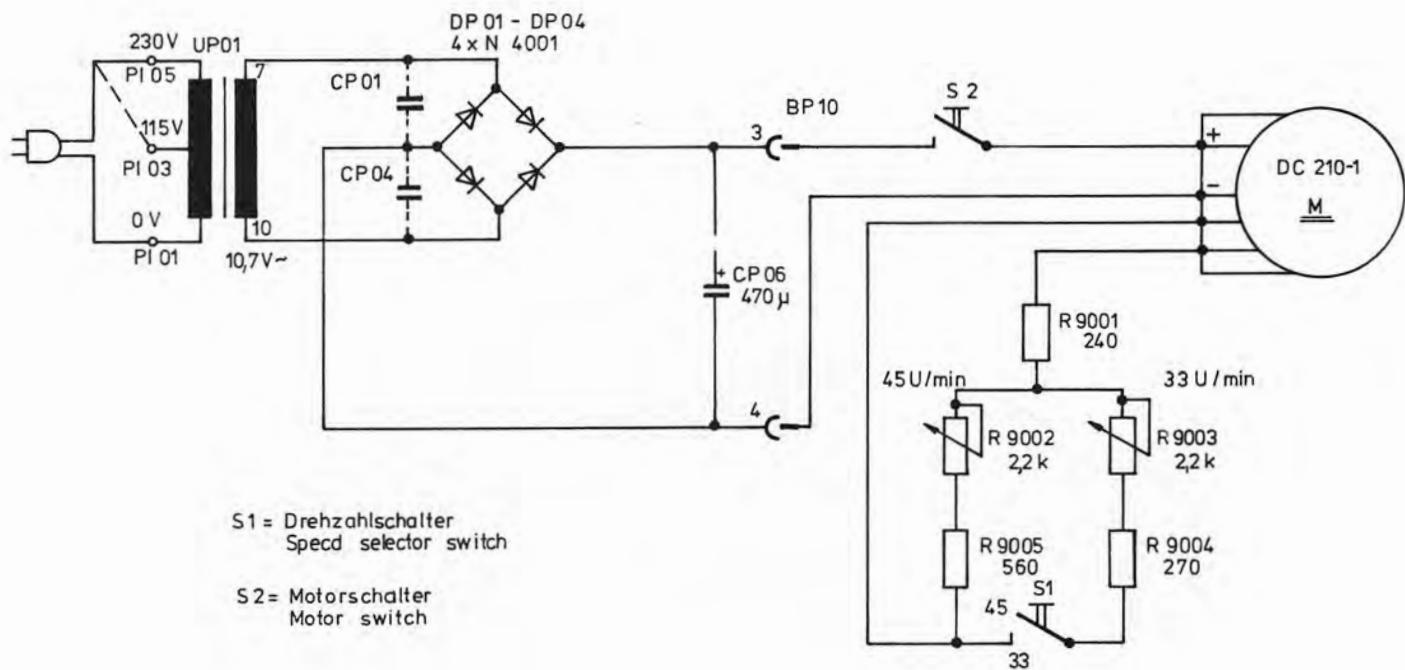 DP 01 - DP 04
4 x N 4001
230 V
UP01
PI 05
7
CP 01
115V
PI 03
CP 04
0 V
PI 01
10
10,7V~
BP 10
3
S 2
+
-
DC 210-1
M
+
CP 06
470 µ
4
R 9001
240
45 U/min
33 U / min
R 9002
2,2 k
R 9003
2,2 k
R 9005
560
R 9004
270
45
S1
33
S1 = Drehzahlschalter
Specd selector switch
S 2 = Motorschalter
Motor switch